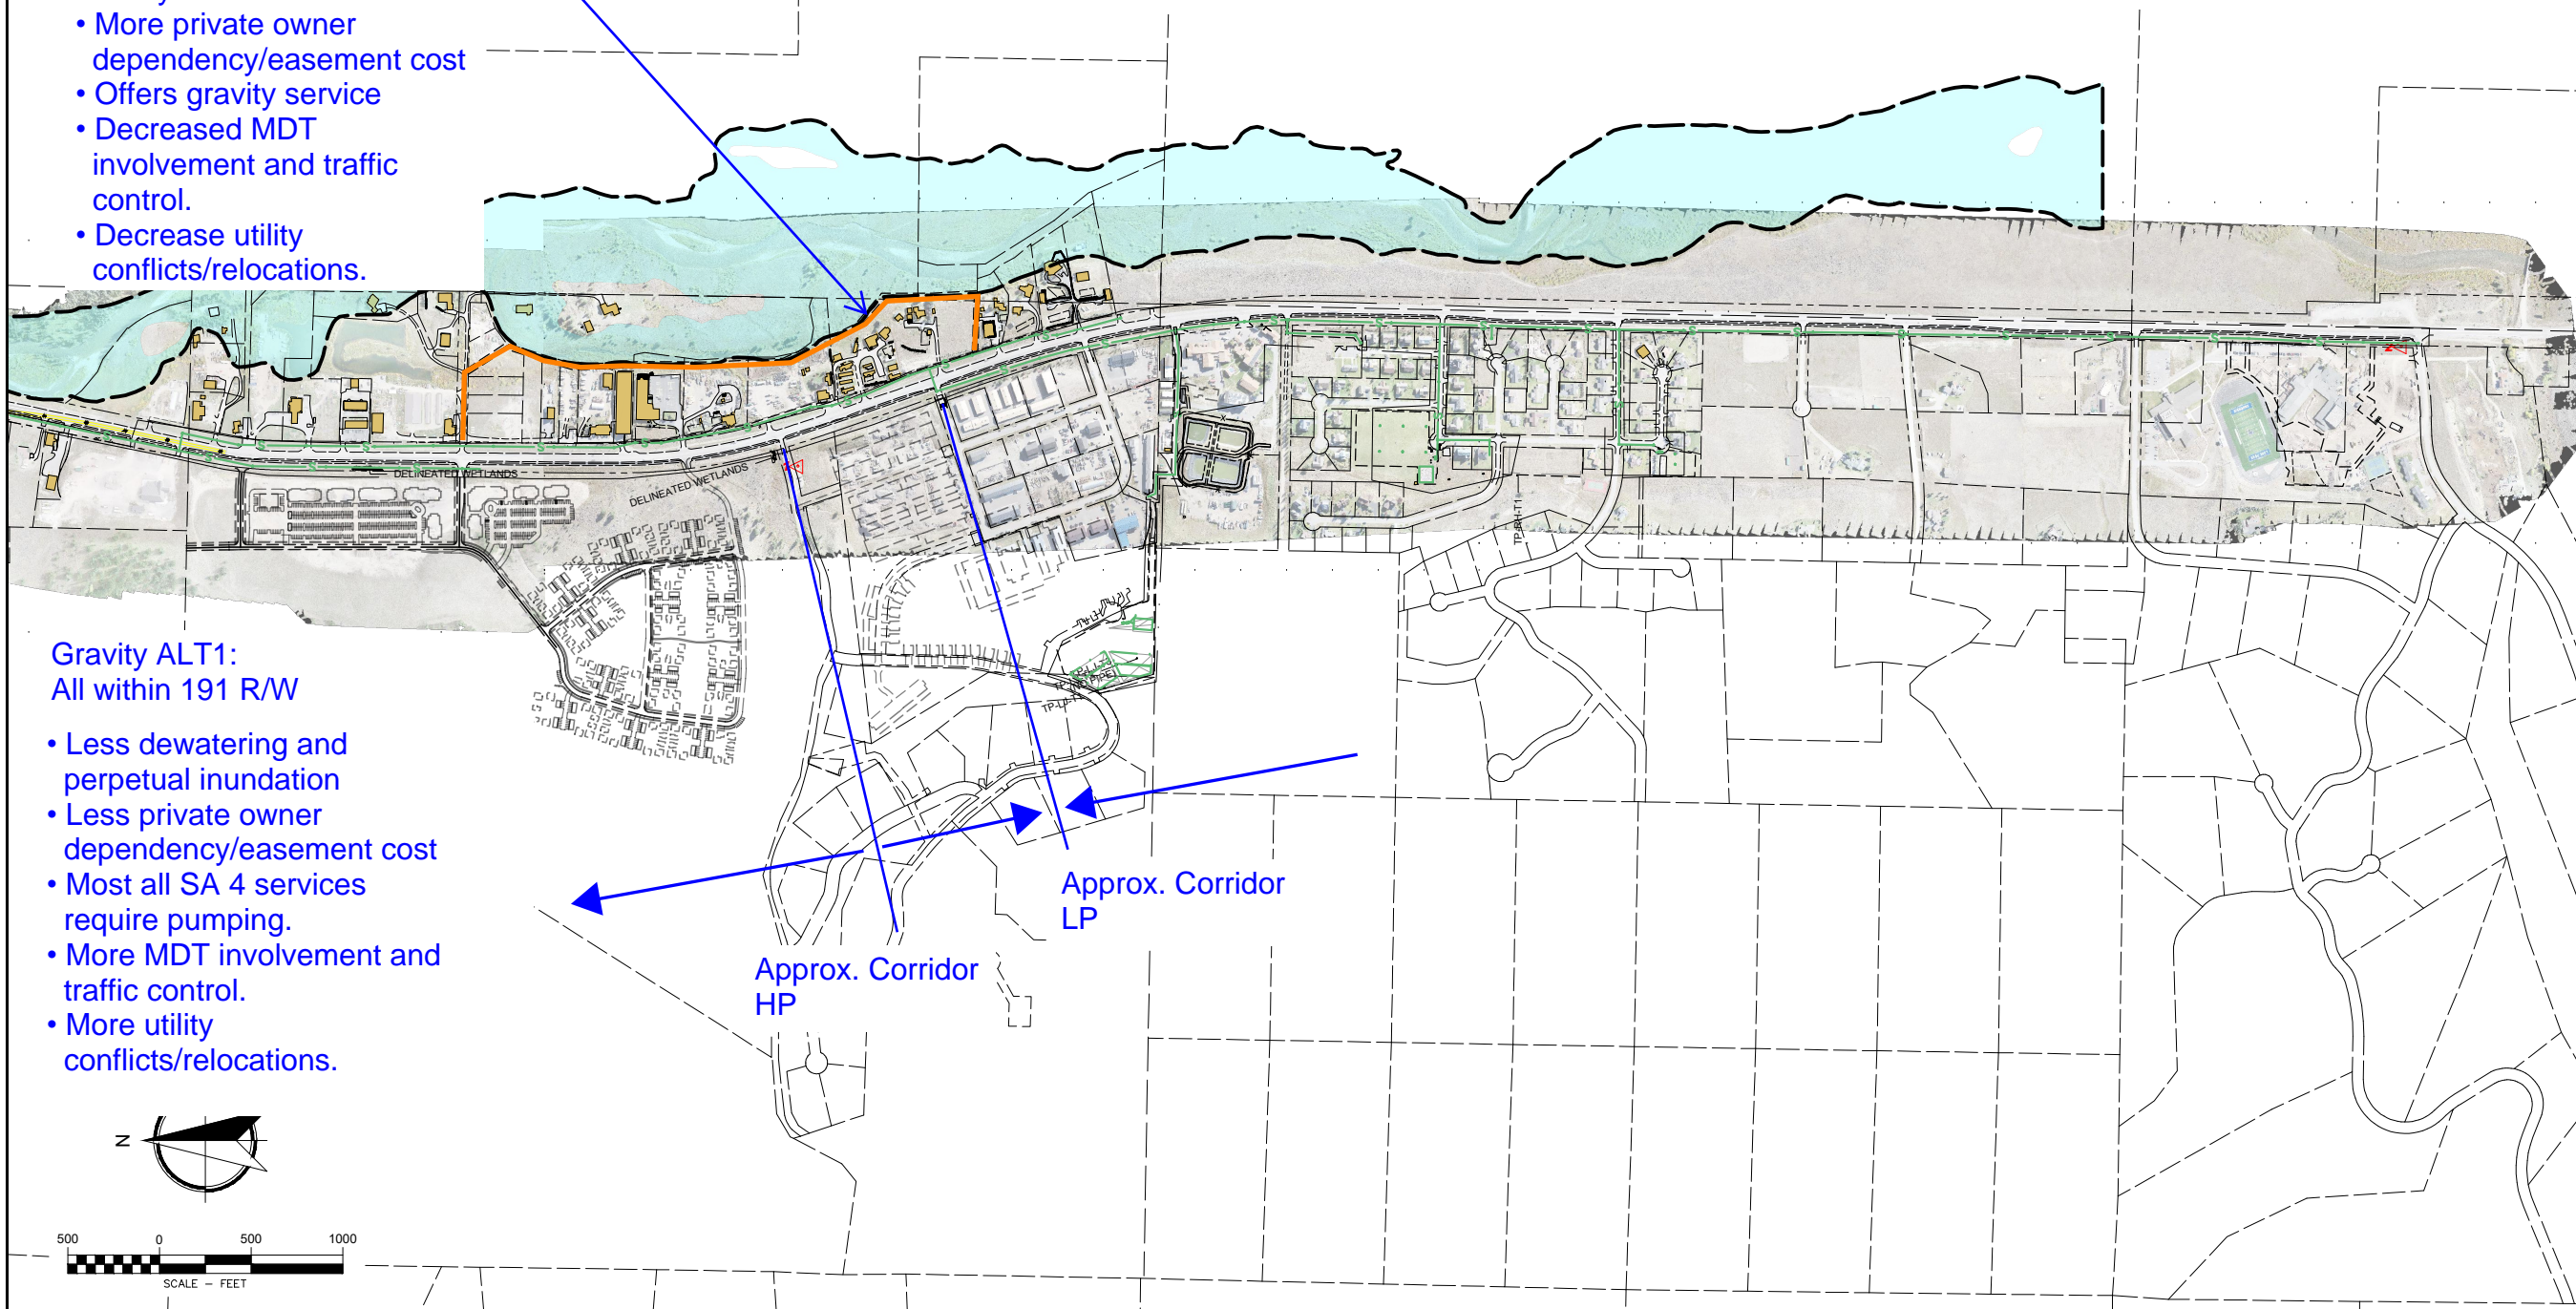 • More private owner
dependency/easement cost
• Offers gravity service
• Decreased MDT
involvement and traffic
control.
• Decrease utility
conflicts/relocations.
DELINEATED WETLANDS
DELINEATED WETLANDS
TP-RH-T1
Gravity ALT1:
All within 191 R/W
• Less dewatering and
perpetual inundation
• Less private owner
dependency/easement cost
• Most all SA 4 services
require pumping.
• More MDT involvement and
traffic control.
• More utility
conflicts/relocations.
Approx. Corridor
LP
Approx. Corridor
HP
N
500 0 500 1000
SCALE – FEET